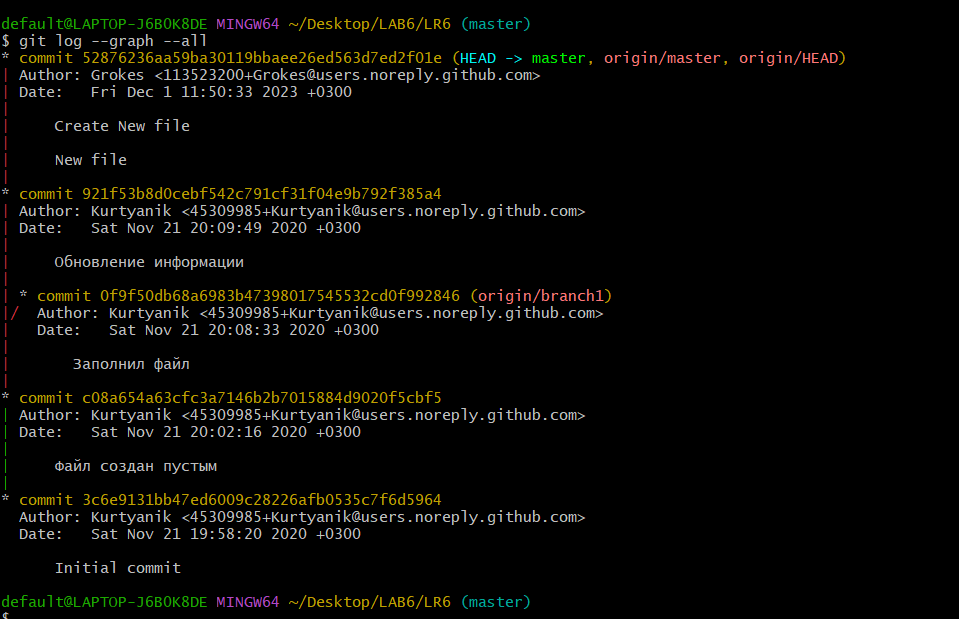 default@LAPTOP-J6B0K8DE MINGW64 ~/Desktop/LAB6/LR6 (master)
$ git log --graph --all
* commit 52876236aa59ba30119bbaee26ed563d7ed2f01e (HEAD -> master, origin/master, origin/HEAD)
| Author: Grokes <113523200+Grokes@users.noreply.github.com>
| Date:   Fri Dec 1 11:50:33 2023 +0300
|
|     Create New file
|
|     New file
|
* commit 921f53b8d0cebf542c791cf31f04e9b792f385a4
| Author: Kurtyanik <45309985+Kurtyanik@users.noreply.github.com>
| Date:   Sat Nov 21 20:09:49 2020 +0300
|
|     Обновление информации
|
| * commit 0f9f50db68a6983b47398017545532cd0f992846 (origin/branch1)
|/  Author: Kurtyanik <45309985+Kurtyanik@users.noreply.github.com>
|   Date:   Sat Nov 21 20:08:33 2020 +0300
|
|       Заполнил файл
|
* commit c08a654a63cfc3a7146b2b7015884d9020f5cbf5
| Author: Kurtyanik <45309985+Kurtyanik@users.noreply.github.com>
| Date:   Sat Nov 21 20:02:16 2020 +0300
|
|     Файл создан пустым
|
* commit 3c6e9131bb47ed6009c28226afb0535c7f6d5964
  Author: Kurtyanik <45309985+Kurtyanik@users.noreply.github.com>
  Date:   Sat Nov 21 19:58:20 2020 +0300

      Initial commit

default@LAPTOP-J6B0K8DE MINGW64 ~/Desktop/LAB6/LR6 (master)
$